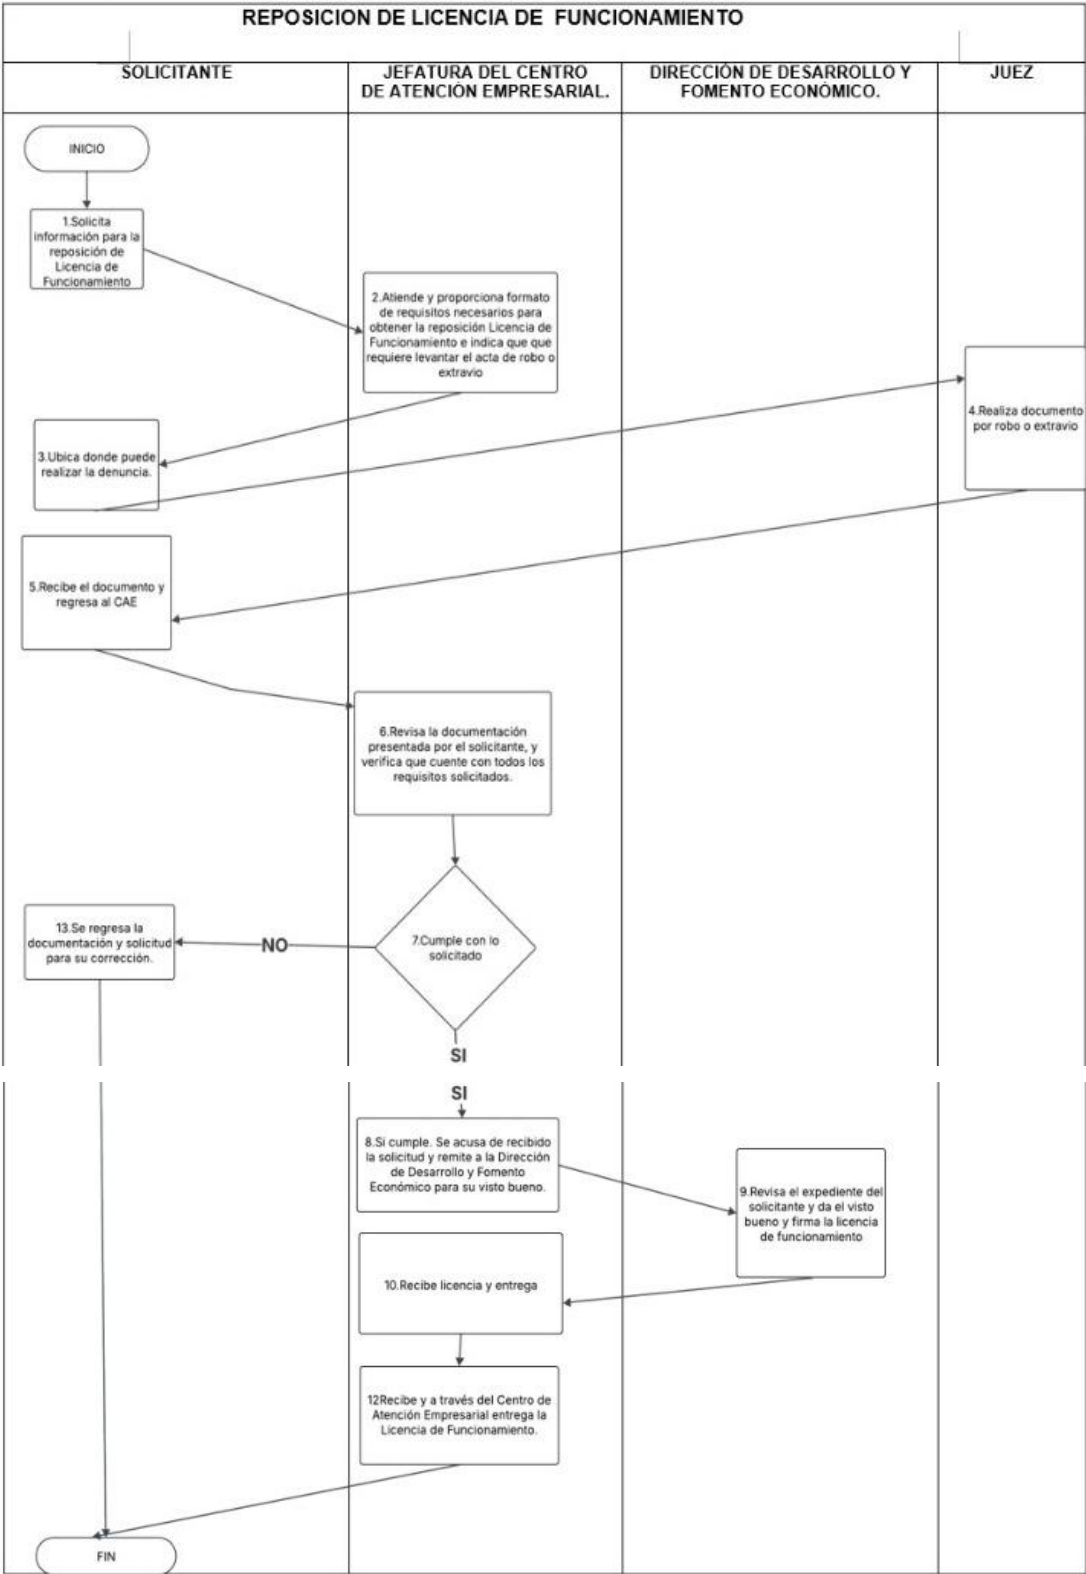 REPOSICION DE LICENCIA DE FUNCIONAMIENTO
SOLICITANTE
JEFATURA DEL CENTRO
DE ATENCIÓN EMPRESARIAL.
DIRECCIÓN DE DESARROLLO Y
FOMENTO ECONÓMICO.
JUEZ
INICIO
1.Solicita
información para la
reposición de
Licencia de
Funcionamiento
2.Atiende y proporciona formato
de requisitos necesarios para
obtener la reposición Licencia de
Funcionamiento e indica que que
requiere levantar el acta de robo o
extravio
3.Ubica donde puede
realizar la denuncia.
4.Realiza documento
por robo o extravio
5.Recibe el documento y
regresa al CAE
6.Revisa la documentación
presentada por el solicitante, y
verifica que cuente con todos los
requisitos solicitados.
7.Cumple con lo
solicitado
NO
13.Se regresa la
documentación y solicitud
para su corrección.
SI
SI
8.Si cumple. Se acusa de recibido
la solicitud y remite a la Dirección
de Desarrollo y Fomento
Económico para su visto bueno.
9.Revisa el expediente del
solicitante y da el visto
bueno y firma la licencia
de funcionamiento
10.Recibe licencia y entrega
12Recibe y a través del Centro de
Atención Empresarial entrega la
Licencia de Funcionamiento.
FIN